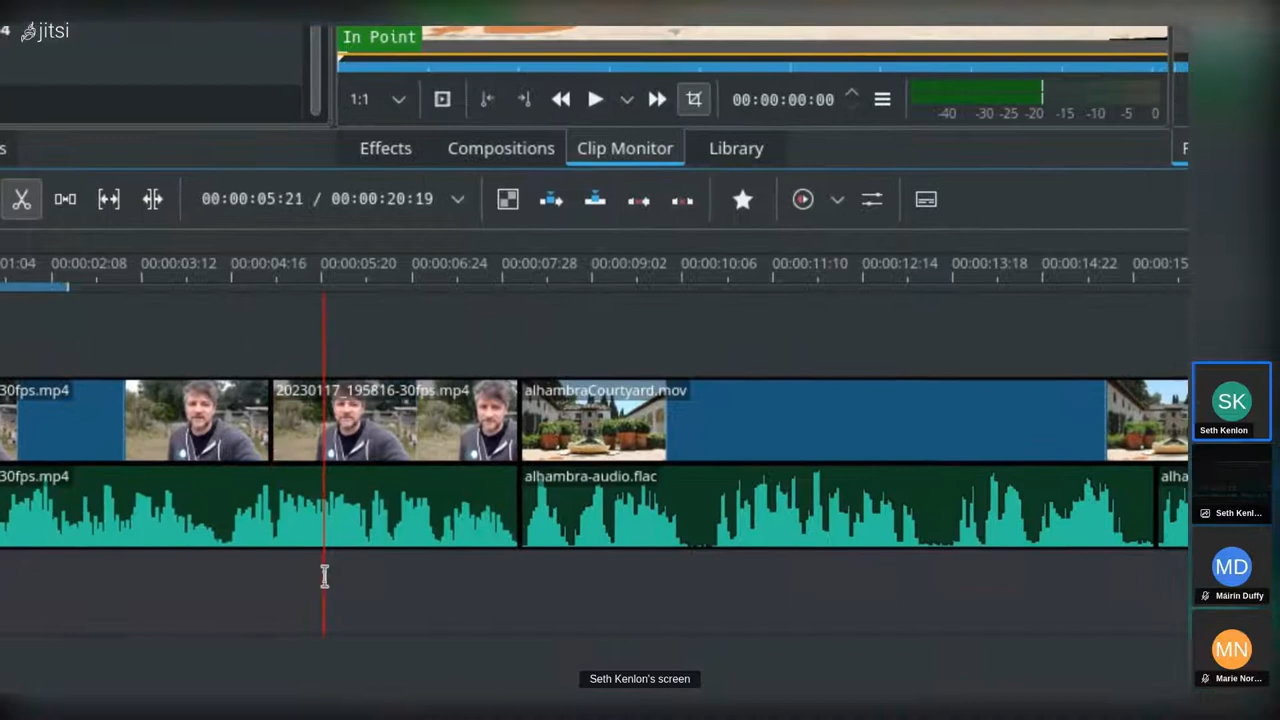 4
jitsi
In Point
1:1
00:00:00:00
-40 -30 -25 -20 -15 -10 -5 0
s
Effects
Compositions
Clip Monitor
Library
00:00:05:21 / 00:00:20:19
01:04 00:00:02:08 00:00:03:12 00:00:04:16 00:00:05:20 00:00:06:24 00:00:07:28 00:00:09:02 00:00:10:06 00:00:11:10 00:00:12:14 00:00:13:18 00:00:14:22 00:00:15
30fps.mp4
20230117_195816-30fps.mp4
alhambraCourtyard.mov
30fps.mp4
alhambra-audio.flac
alha
SK
Seth Kenlon
Seth Kenl...
MD
Máirín Duffy
MN
Marie Nor...
Seth Kenlon's screen